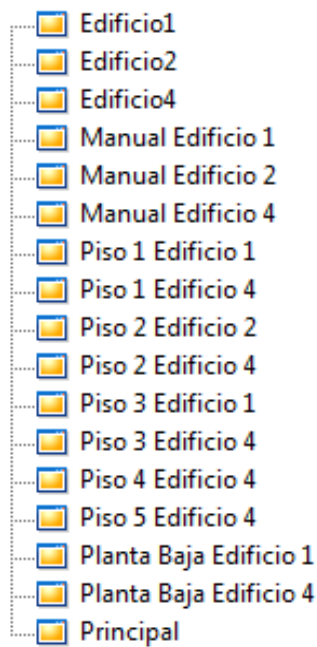 Edificio1
Edificio2
Edificio4
Manual Edificio 1
Manual Edificio 2
Manual Edificio 4
Piso 1 Edificio 1
Piso 1 Edificio 4
Piso 2 Edificio 2
Piso 2 Edificio 4
Piso 3 Edificio 1
Piso 3 Edificio 4
Piso 4 Edificio 4
Piso 5 Edificio 4
Planta Baja Edificio 1
Planta Baja Edificio 4
Principal